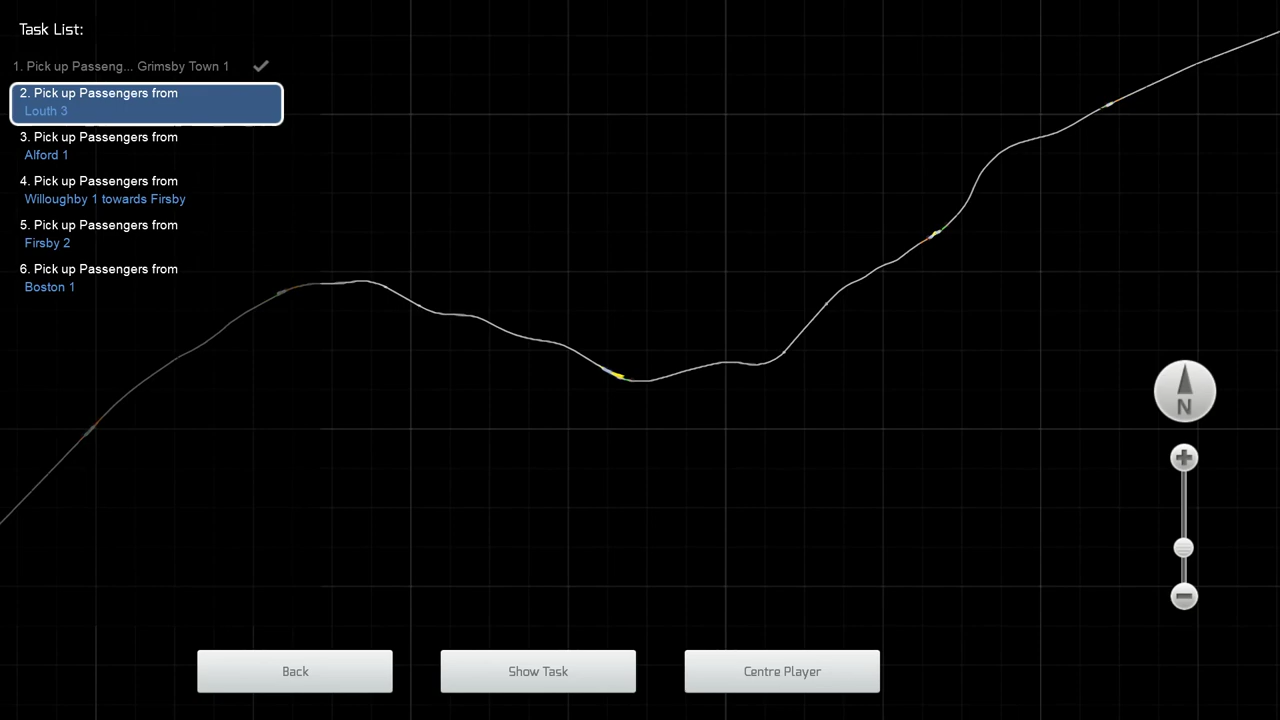 Task List:
1. Pick up Passeng... Grimsby Town 1
2. Pick up Passengers from
Louth 3
3. Pick up Passengers from
Alford 1
4. Pick up Passengers from
Willoughby 1 towards Firsby
5. Pick up Passengers from
Firsby 2
6. Pick up Passengers from
Boston 1
N
Back
Show Task
Centre Player